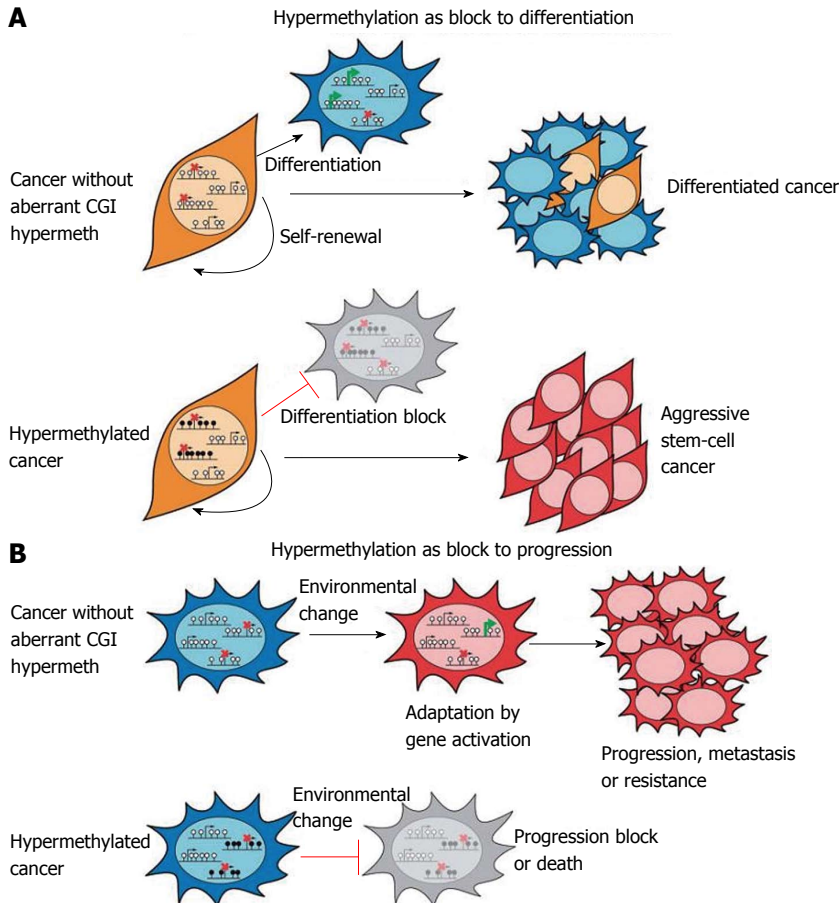 A
Hypermethylation as block to differentiation
Cancer without
aberrant CGI
hypermeth
Differentiation
Self-renewal
Differentiated cancer
Hypermethylated
cancer
Differentiation block
Aggressive
stem-cell
cancer
B
Hypermethylation as block to progression
Cancer without
aberrant CGI
hypermeth
Environmental
change
Adaptation by
gene activation
Progression, metastasis
or resistance
Hypermethylated
cancer
Environmental
change
Progression block
or death